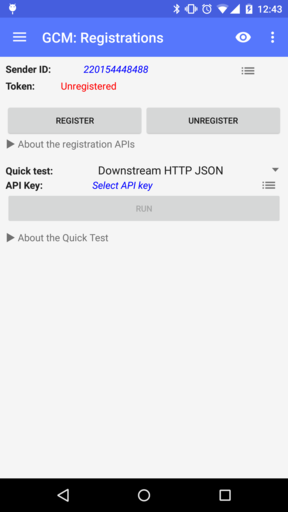 12:43
GCM: Registrations
Sender ID: 220154448488
Token: Unregistered
REGISTER UNREGISTER
About the registration APIs
Quick test: Downstream HTTP JSON
API Key: Select API key
RUN
About the Quick Test